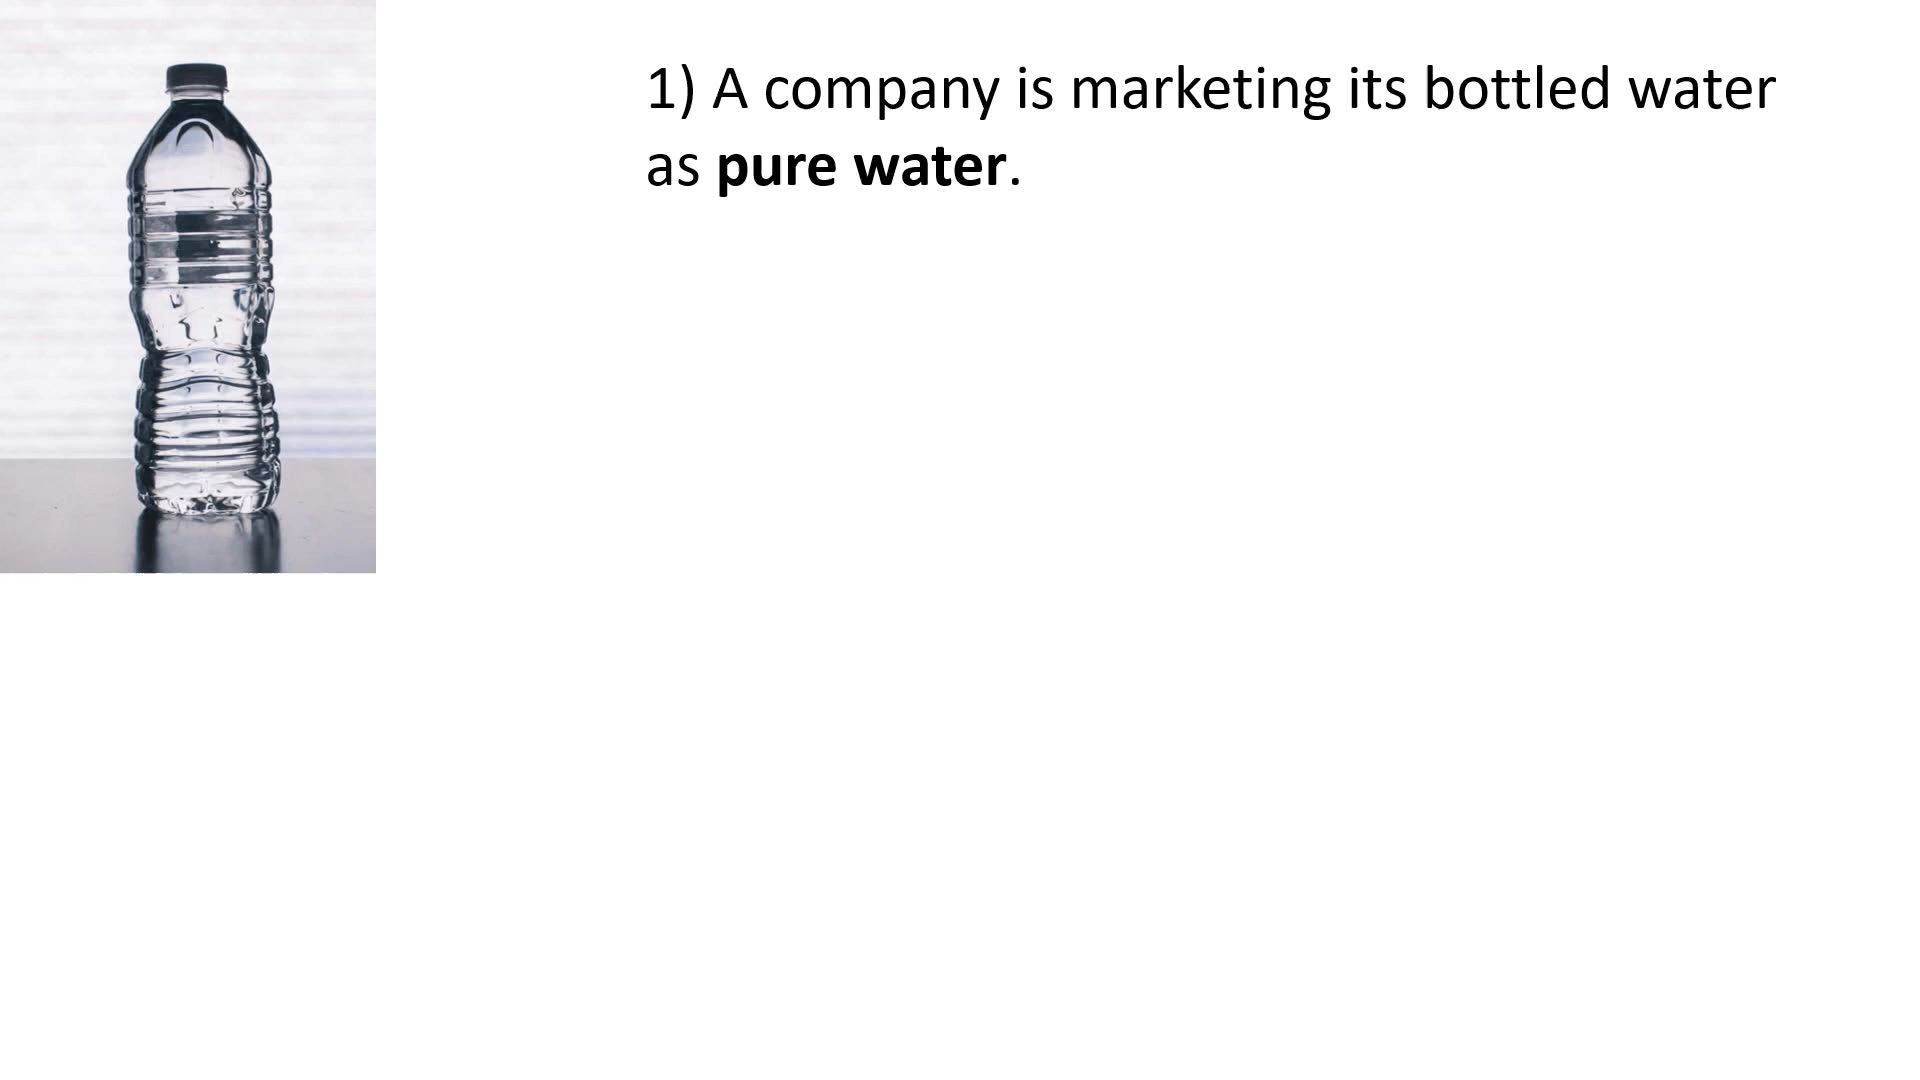 1) A company is marketing its bottled water
as pure water.